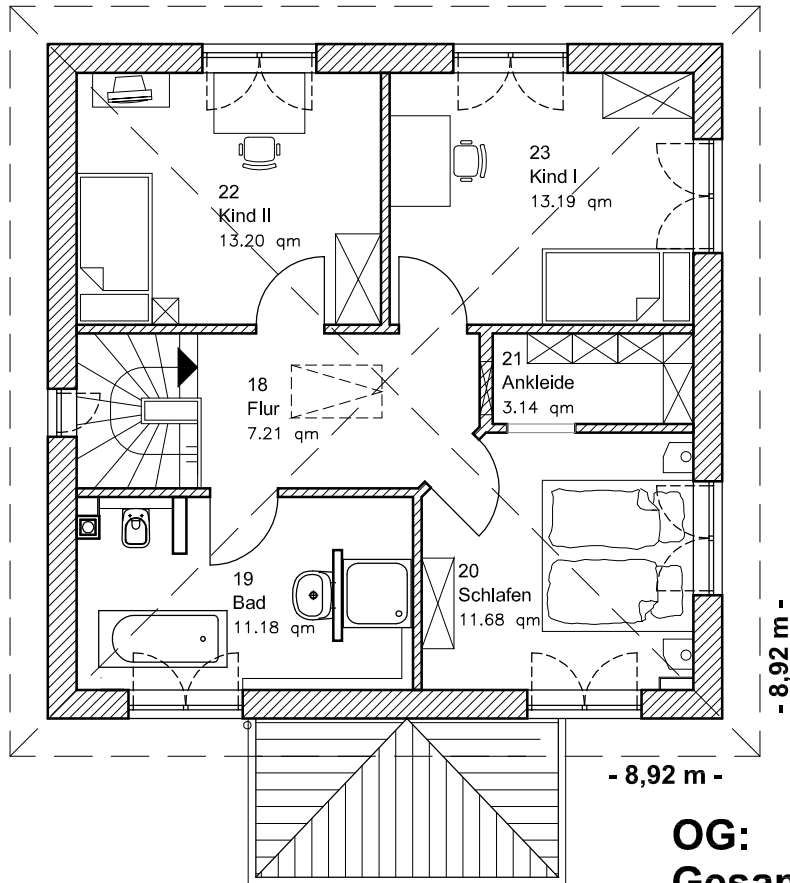 22
Kind II
13.20 qm
23
Kind I
13.19 qm
18
Flur
7.21 qm
21
Ankleide
3.14 qm
19
Bad
11.18 qm
20
Schlafen
11.68 qm
- 8,92 m -
- 8,92 m -
OG: